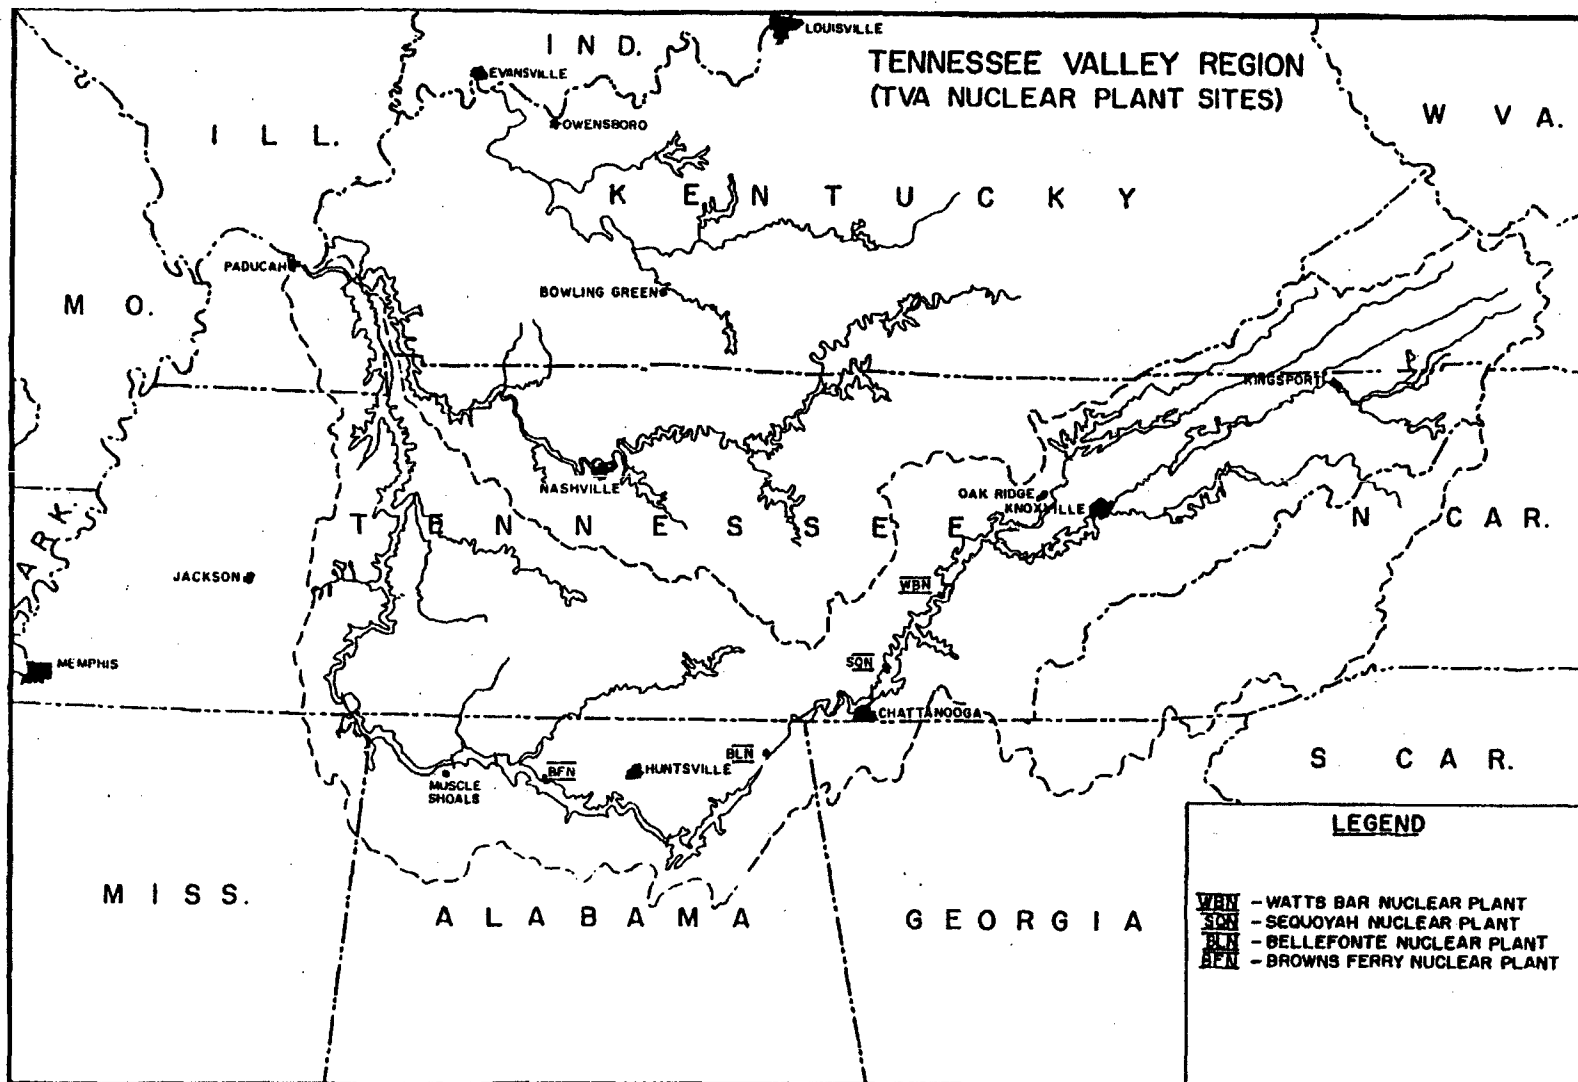 TENNESSEE VALLEY REGION
(TVA NUCLEAR PLANT SITES)
LOUISVILLE
IND.
EVANSVILLE
OWENSBORO
ILL.
W VA.
KENTUCKY
PADUCAH
BOWLING GREEN
MO.
KINGSPORT
NASHVILLE
OAK RIDGE
KNOXVILLE
TENNESSEE
N CAR.
ARK.
JACKSON
WBN
MEMPHIS
SQN
CHATTANOOGA
BLN
HUNTSVILLE
BFN
MUSCLE
SHOALS
S CAR.
MISS.
ALABAMA
GEORGIA
LEGEND
WBN - WATTS BAR NUCLEAR PLANT
SQN - SEQUOYAH NUCLEAR PLANT
BLN - BELLEFONTE NUCLEAR PLANT
BFN - BROWNS FERRY NUCLEAR PLANT